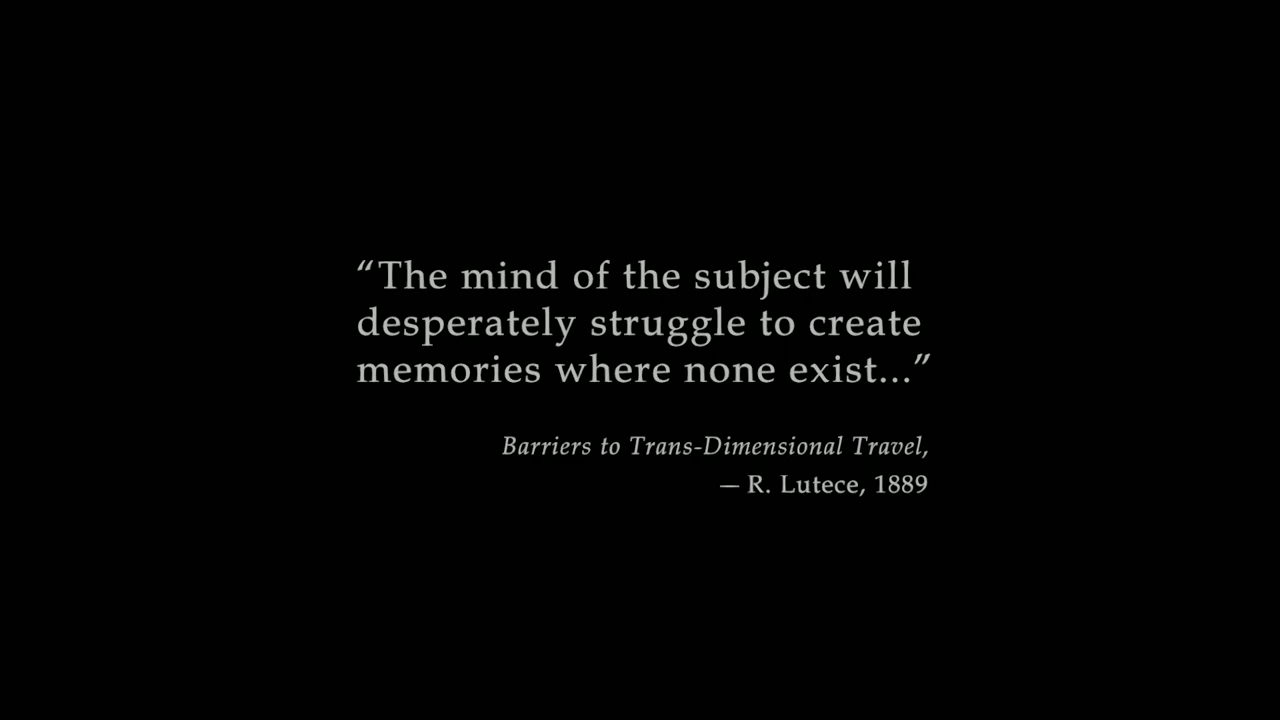 “The mind of the subject will
desperately struggle to create
memories where none exist...”
Barriers to Trans-Dimensional Travel,
— R. Lutece, 1889